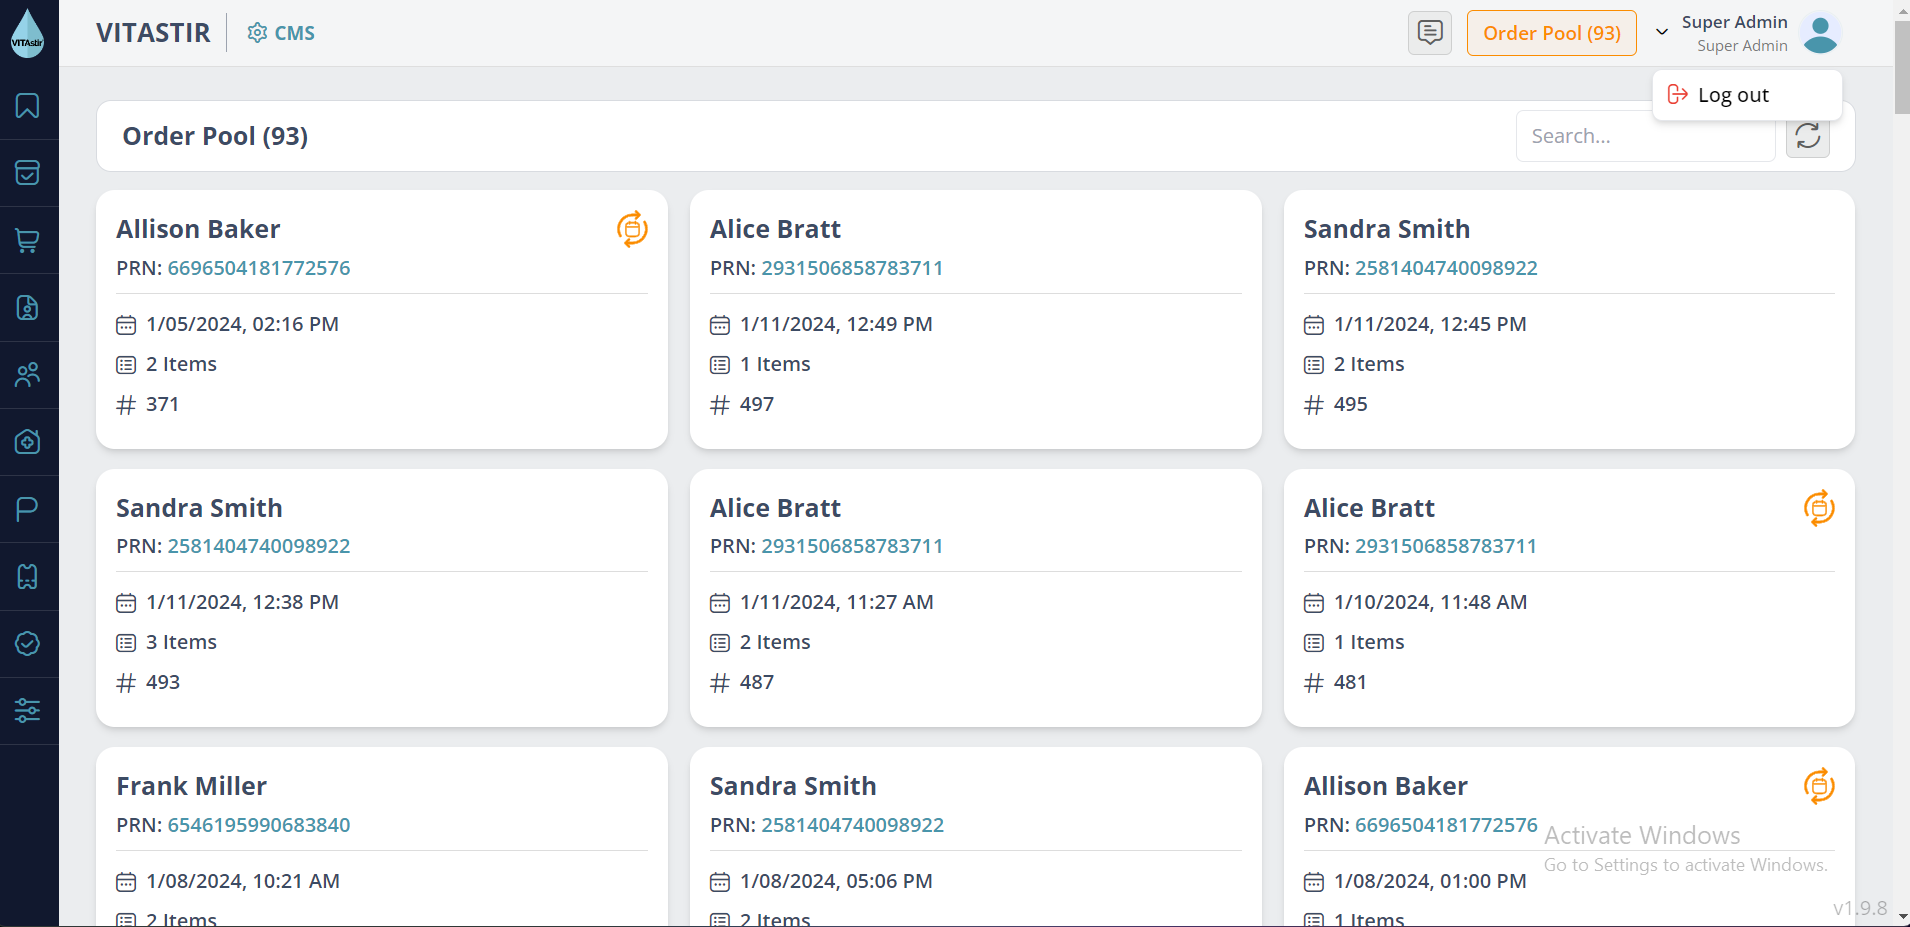 VITAstir
VITASTIR
CMS
Order Pool (93)
Super Admin
Super Admin
Log out
Order Pool (93)
Search...
Allison Baker
PRN: 6696504181772576
1/05/2024, 02:16 PM
2 Items
# 371
Alice Bratt
PRN: 2931506858783711
1/11/2024, 12:49 PM
1 Items
# 497
Sandra Smith
PRN: 2581404740098922
1/11/2024, 12:45 PM
2 Items
# 495
Sandra Smith
PRN: 2581404740098922
1/11/2024, 12:38 PM
3 Items
# 493
Alice Bratt
PRN: 2931506858783711
1/11/2024, 11:27 AM
2 Items
# 487
Alice Bratt
PRN: 2931506858783711
1/10/2024, 11:48 AM
1 Items
# 481
Frank Miller
PRN: 6546195990683840
1/08/2024, 10:21 AM
2 Items
Sandra Smith
PRN: 2581404740098922
1/08/2024, 05:06 PM
2 Items
Allison Baker
PRN: 6696504181772576
1/08/2024, 01:00 PM
1 Items
Activate Windows
Go to Settings to activate Windows.
v1.9.8